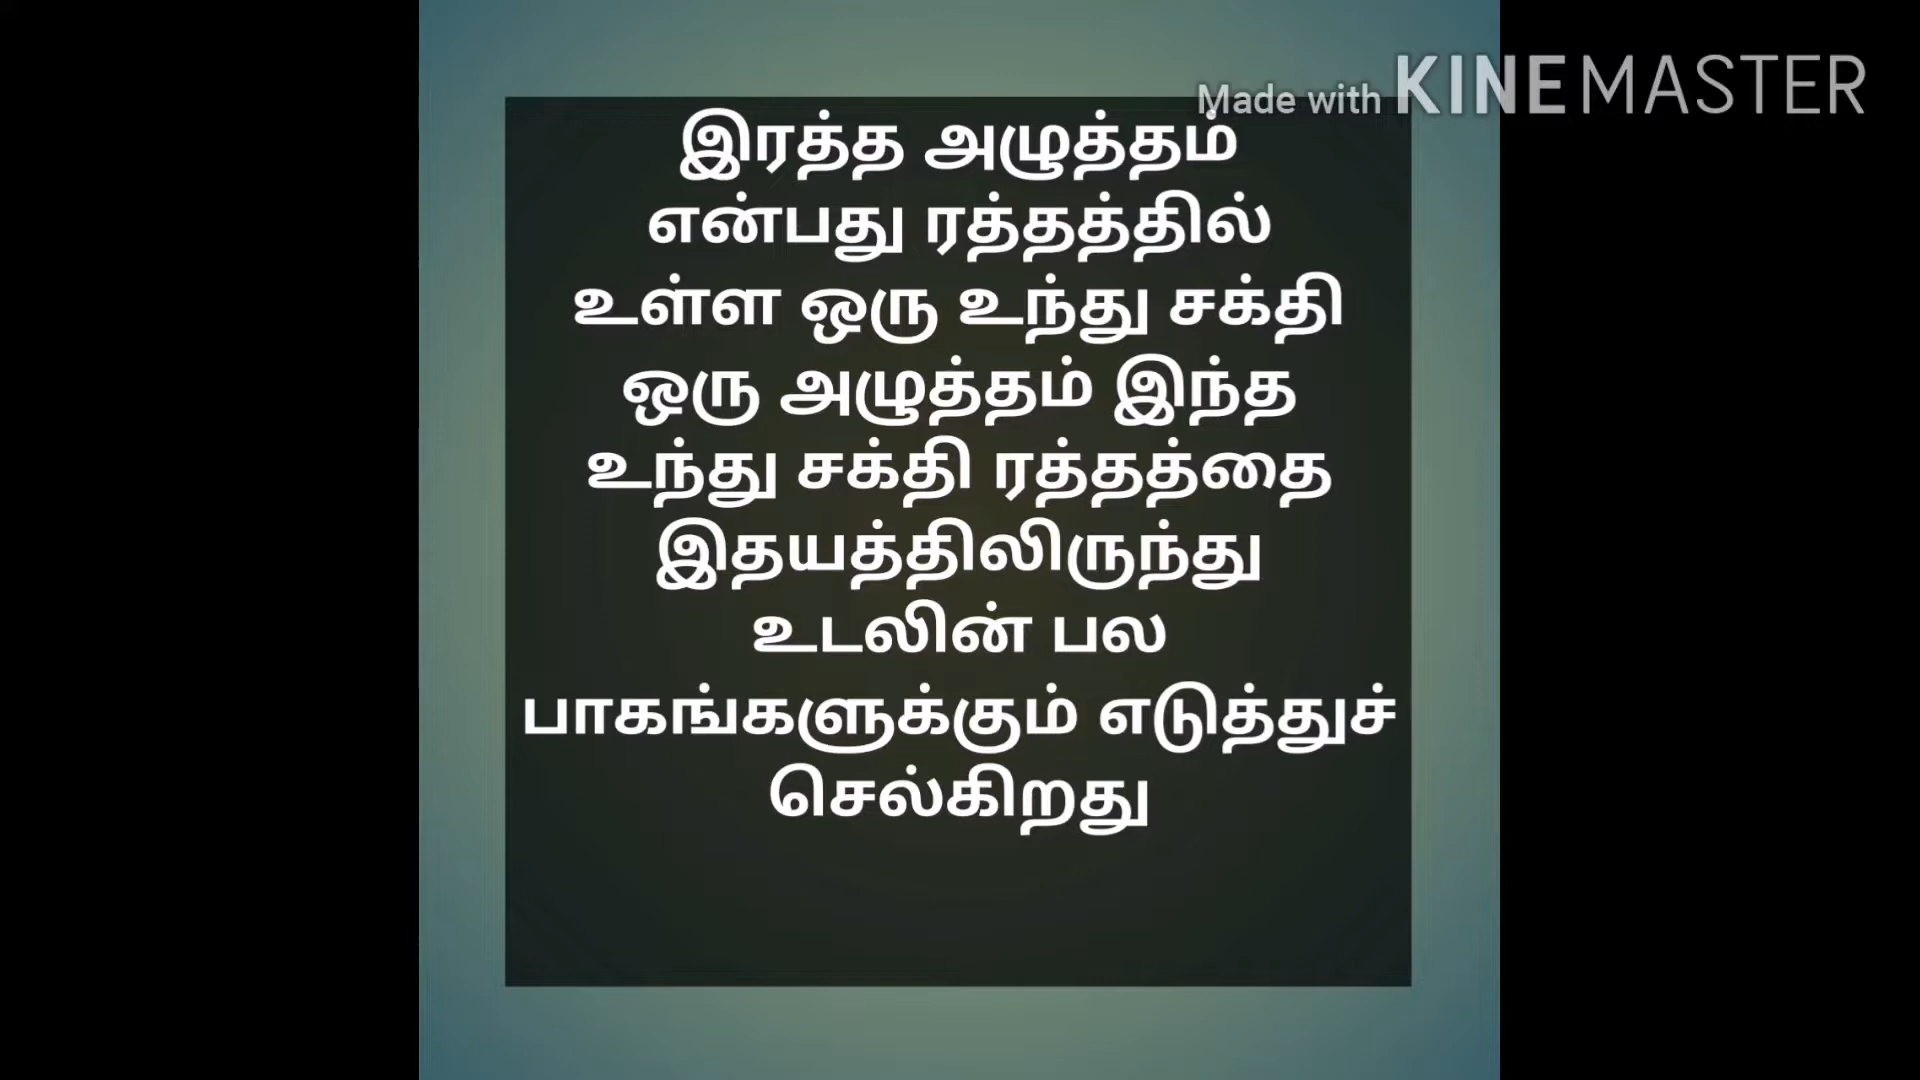 Made with KINEMASTER
இரத்த அழுத்தம்
என்பது ரத்தத்தில்
உள்ள ஒரு உந்து சக்தி
ஒரு அழுத்தம் இந்த
உந்து சக்தி ரத்தத்தை
இதயத்திலிருந்து
உடலின் பல
பாகங்களுக்கும் எடுத்துச்
செல்கிறது